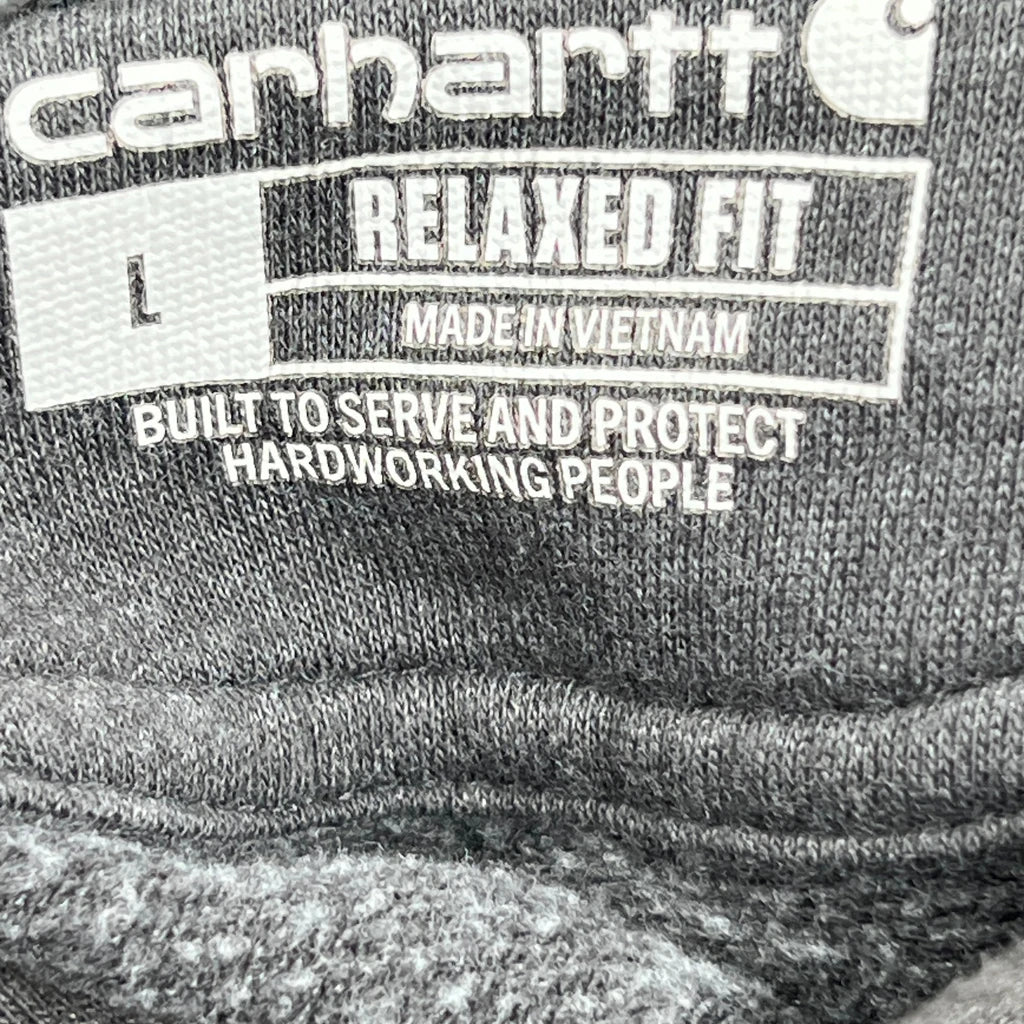 carhartt
L
RELAXED FIT
MADE IN VIETNAM
BUILT TO SERVE AND PROTECT
HARDWORKING PEOPLE